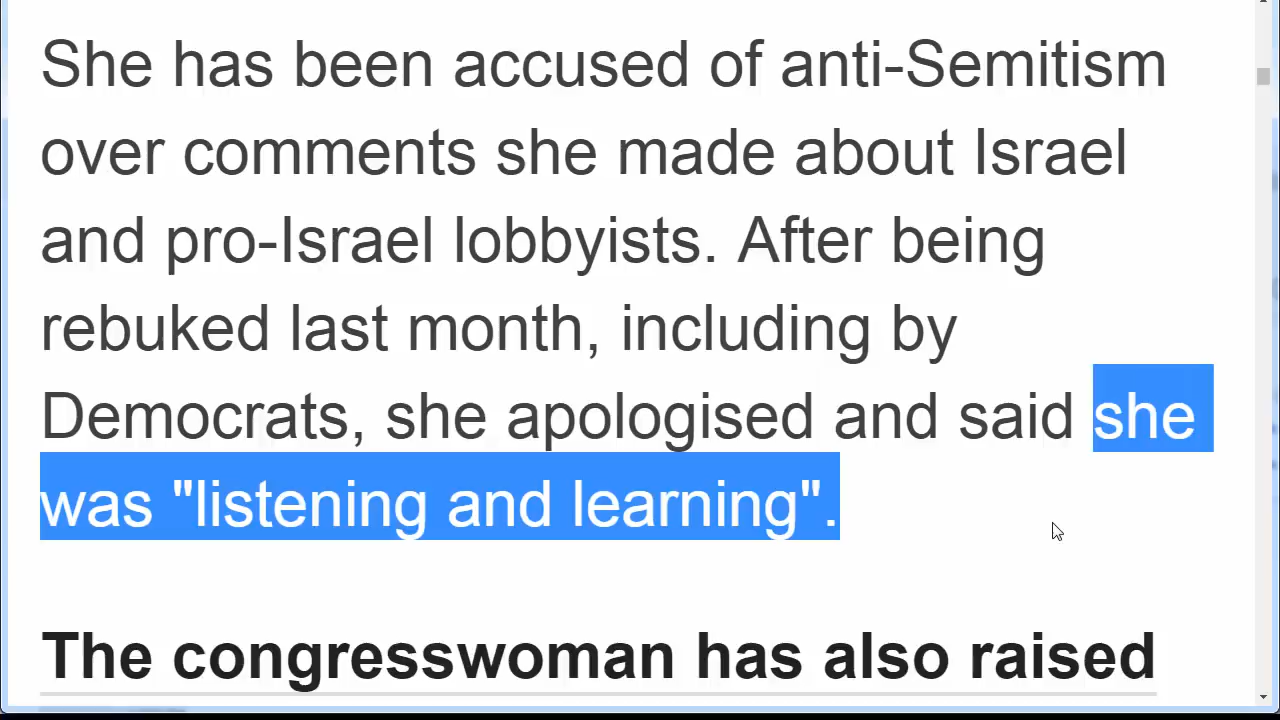 She has been accused of anti-Semitism
over comments she made about Israel
and pro-Israel lobbyists. After being
rebuked last month, including by
Democrats, she apologised and said she
was "listening and learning".
The congresswoman has also raised